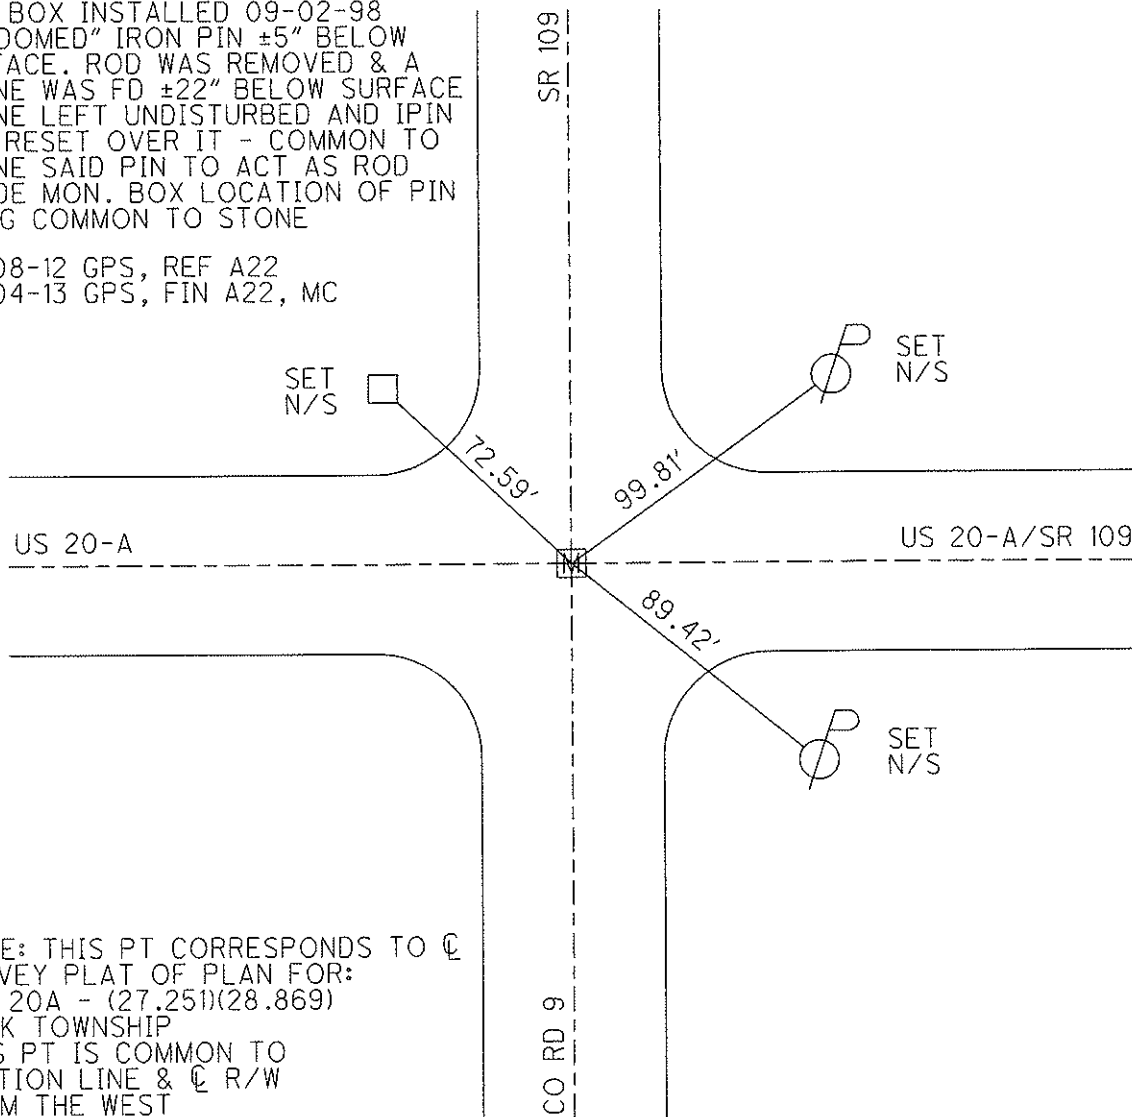 BOX INSTALLED 09-02-98
DOMED" IRON PIN ±5" BELOW
FACE. ROD WAS REMOVED & A
NE WAS FD ±22" BELOW SURFACE
NE LEFT UNDISTURBED AND IPIN
RESET OVER IT - COMMON TO
NE SAID PIN TO ACT AS ROD
DE MON. BOX LOCATION OF PIN
G COMMON TO STONE
08-12 GPS, REF A22
04-13 GPS, FIN A22, MC
SR 109
SET
N/S
SET
N/S
72.59'
99.81'
US 20-A
US 20-A/SR 109
M
89.42'
SET
N/S
E: THIS PT CORRESPONDS TO ℄
VEY PLAT OF PLAN FOR:
20A - (27.251)(28.869)
K TOWNSHIP
S PT IS COMMON TO
TION LINE & ℄ R/W
M THE WEST
CO RD 9